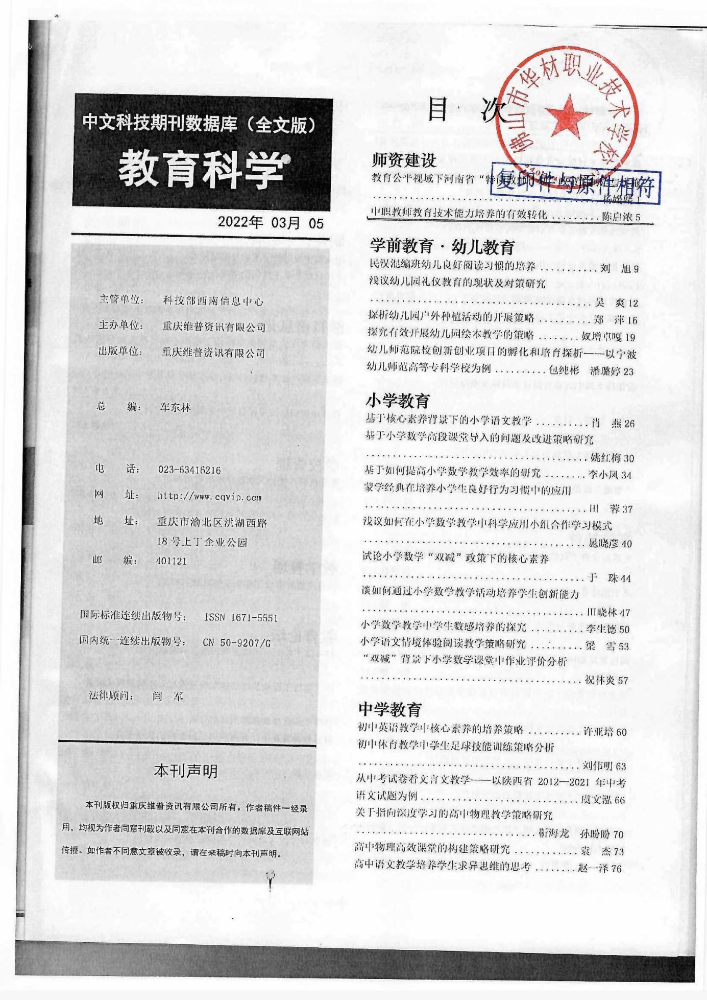 中文科技期刊数据库（全文版）
教育科学
2022年 03月 05
主管单位： 科技部西南信息中心
主办单位： 重庆维普资讯有限公司
出版单位： 重庆维普资讯有限公司
总 编： 车东林
电 话： 023-63416216
网 址： http://www.cqvip.com
地 址： 重庆市渝北区洪湖西路
18 号上丁企业公园
邮 编： 401121
国际标准连续出版物号： ISSN 1671-5551
国内统一连续出版物号： CN 50-9207/G
法律顾问： 闫 军
本刊声明
本刊版权归重庆维普资讯有限公司所有。作者稿件一经录
用，均视为作者同意刊载以及同意在本刊合作的数据库及互联网站
传播。如作者不同意文章被收录，请在来稿时向本刊声明。
目 次
佛山市华材职业技术学校
复印件与原件相符
师资建设
教育公平视域下河南省“特岗教师”
杨媛媛 1
中职教师教育技术能力培养的有效转化 ......... 陈启浓 5
学前教育·幼儿教育
民汉混编班幼儿良好阅读习惯的培养 ........... 刘 旭 9
浅议幼儿园礼仪教育的现状及对策研究
........................................... 吴 爽 12
探析幼儿园户外种植活动的开展策略 .......... 郑 萍 16
探究有效开展幼儿园绘本教学的策略 ........ 奴增卓嘎 19
幼儿师范院校创新创业项目的孵化和培育探析——以宁波
幼儿师范高等专科学校为例 .......... 包纯彬 潘璐婷 23
小学教育
基于核心素养背景下的小学语文教学 .......... 肖 燕 26
基于小学数学高段课堂导入的问题及改进策略研究
........................................... 姚红梅 30
基于如何提高小学数学教学效率的研究 ........ 李小凤 34
蒙学经典在培养小学生良好行为习惯中的应用
........................................... 田 蓉 37
浅议如何在小学数学教学中科学应用小组合作学习模式
........................................... 晁晓彦 40
试论小学数学“双减”政策下的核心素养
........................................... 于 珠 44
谈如何通过小学数学教学活动培养学生创新能力
........................................... 田晓林 47
小学数学教学中学生数感培养的探究 .......... 李生德 50
小学语文情境体验阅读教学策略研究 .......... 梁 雪 53
“双减”背景下小学数学课堂中作业评价分析
........................................... 祝林炎 57
中学教育
初中英语教学中核心素养的培养策略 .......... 许亚培 60
初中体育教学中学生足球技能训练策略分析
........................................... 刘伟明 63
从中考试卷看文言文教学——以陕西省 2012—2021 年中考
语文试题为例 .............................. 虞文泓 66
关于指向深度学习的高中物理教学策略研究
................................... 靳海龙 孙盼盼 70
高中物理高效课堂的构建策略研究 ............ 袁 杰 73
高中语文教学培养学生求异思维的思考 ........ 赵一泽 76